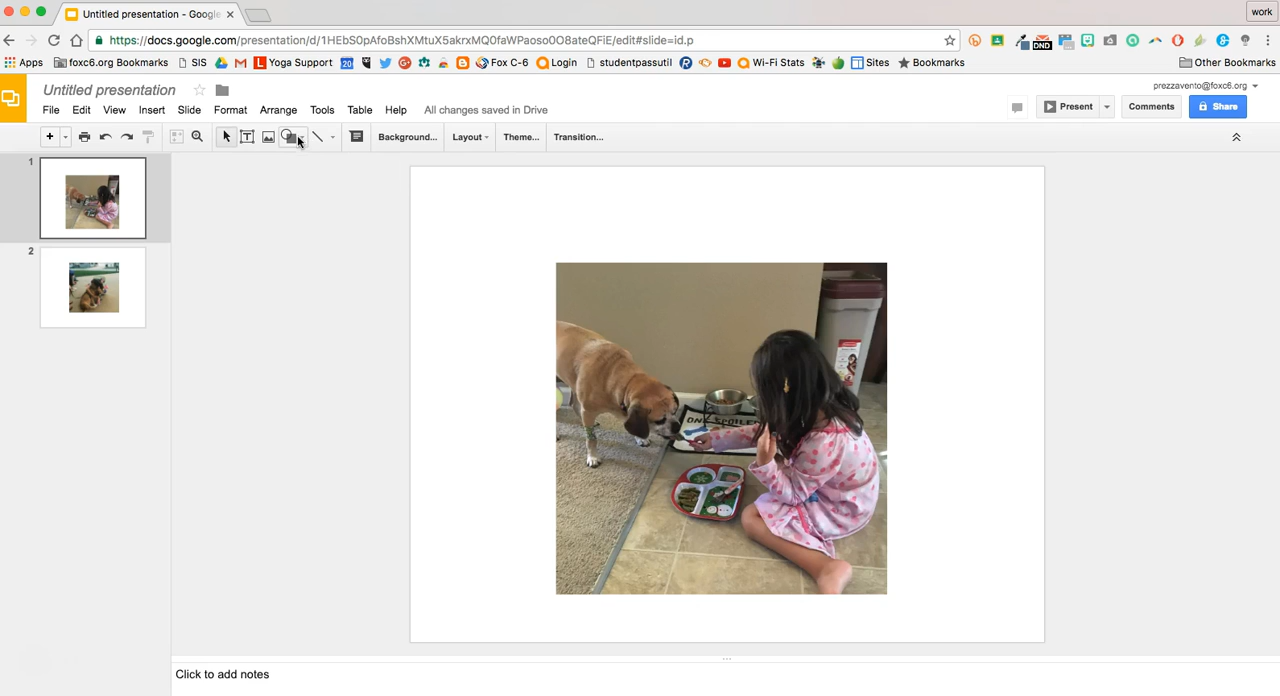 Untitled presentation - Google
work
https://docs.google.com/presentation/d/1HEbS0pAfoBshXMtuX5akrxMQ0faWPaoso0O8ateQFiE/edit#slide=id.p
DND
Apps foxc6.org Bookmarks SIS Yoga Support 20 Fox C-6 Login studentpassutil Wi-Fi Stats Sites Bookmarks Other Bookmarks
Untitled presentation
prezzavento@foxc6.org
File Edit View Insert Slide Format Arrange Tools Table Help All changes saved in Drive
Present Comments Share
Background... Layout Theme... Transition...
1
2
SPOILED
Click to add notes